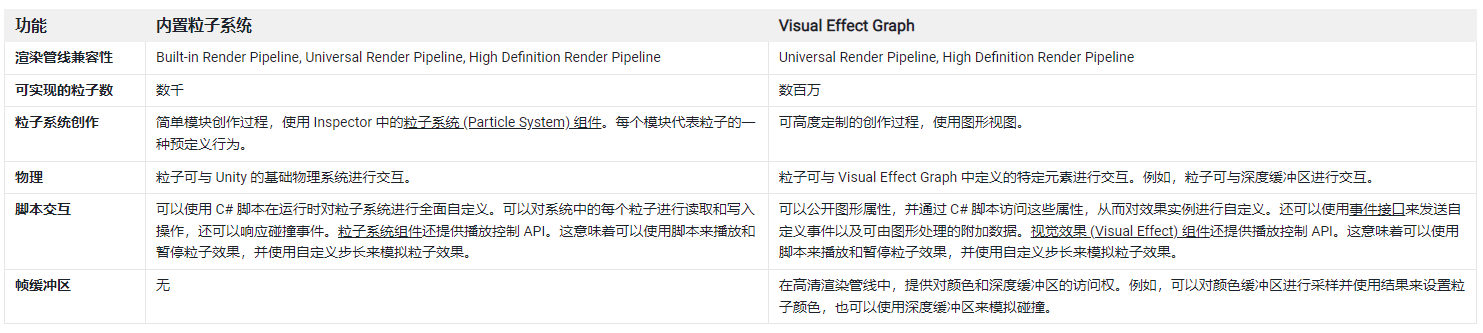 功能 内置粒子系统 Visual Effect Graph
渲染管线兼容性 Built-in Render Pipeline, Universal Render Pipeline, High Definition Render Pipeline Universal Render Pipeline, High Definition Render Pipeline
可实现的粒子数 数千 数百万
粒子系统创作 简单模块创作过程，使用 Inspector 中的粒子系统 (Particle System) 组件。每个模块代表粒子的一 可高度定制的创作过程，使用图形视图。
种预定义行为。
物理 粒子可与 Unity 的基础物理系统进行交互。 粒子可与 Visual Effect Graph 中定义的特定元素进行交互。例如，粒子可与深度缓冲区进行交互。
脚本交互 可以使用 C# 脚本在运行时对粒子系统进行全面自定义。可以对系统中的每个粒子进行读取和写入 可以公开图形属性，并通过 C# 脚本访问这些属性，从而对效果实例进行自定义。还可以使用事件接口来发送自
操作，还可以响应碰撞事件。粒子系统组件还提供播放控制 API。这意味着可以使用脚本来播放和 定义事件以及可由图形处理的附加数据。视觉效果 (Visual Effect) 组件还提供播放控制 API。这意味着可以使用
暂停粒子效果，并使用自定义步长来模拟粒子效果。 脚本来播放和暂停粒子效果，并使用自定义步长来模拟粒子效果。
帧缓冲区 无 在高清渲染管线中，提供对颜色和深度缓冲区的访问权。例如，可以对颜色缓冲区进行采样并使用结果来设置粒
子颜色，也可以使用深度缓冲区来模拟碰撞。